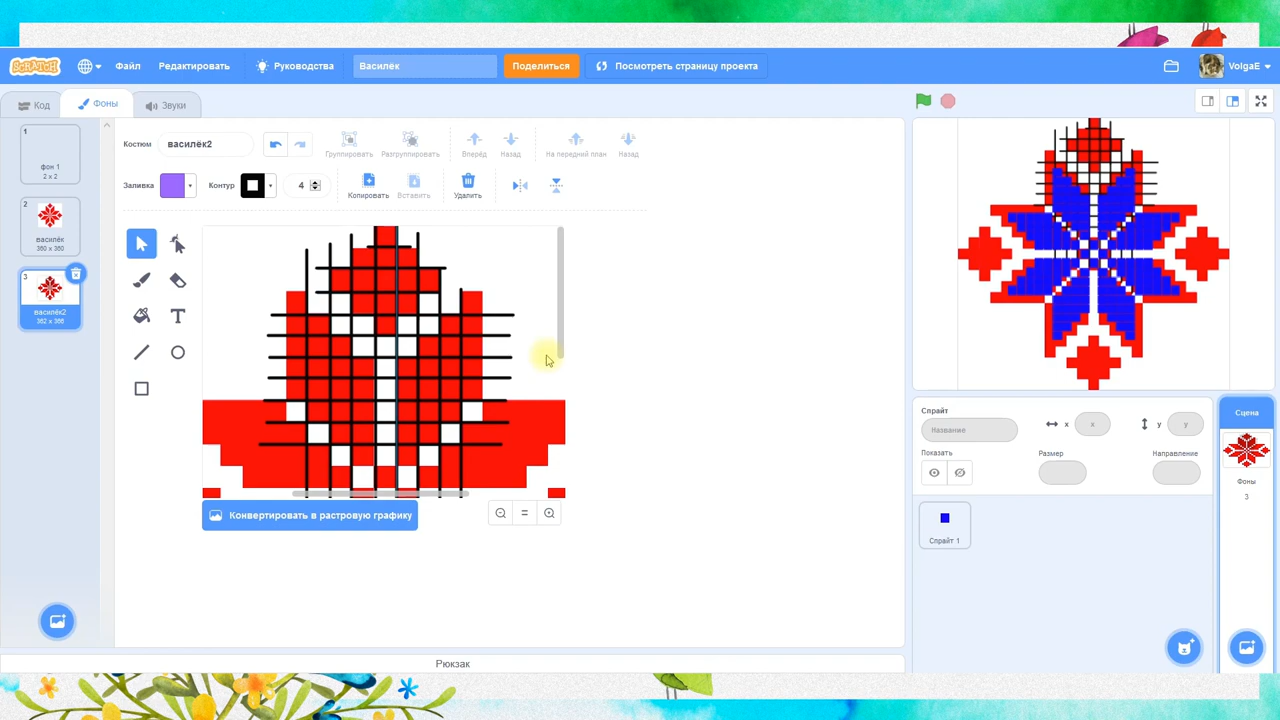 SCRATCH Файл Редактировать Руководства Василёк Поделиться Посмотреть страницу проекта VolgaE
Код Фоны Звуки
1
фон 1
2 x 2
2
василёк
360 x 360
3
василёк2
362 x 366
Костюм василёк2 Группировать Разгруппировать Вперёд Назад На передний план Назад
Заливка Контур 4 Копировать Вставить Удалить
Конвертировать в растровую графику
Спрайт
Название x x y y
Показать Размер Направление
Спрайт 1
Сцена
Фоны
3
Рюкзак